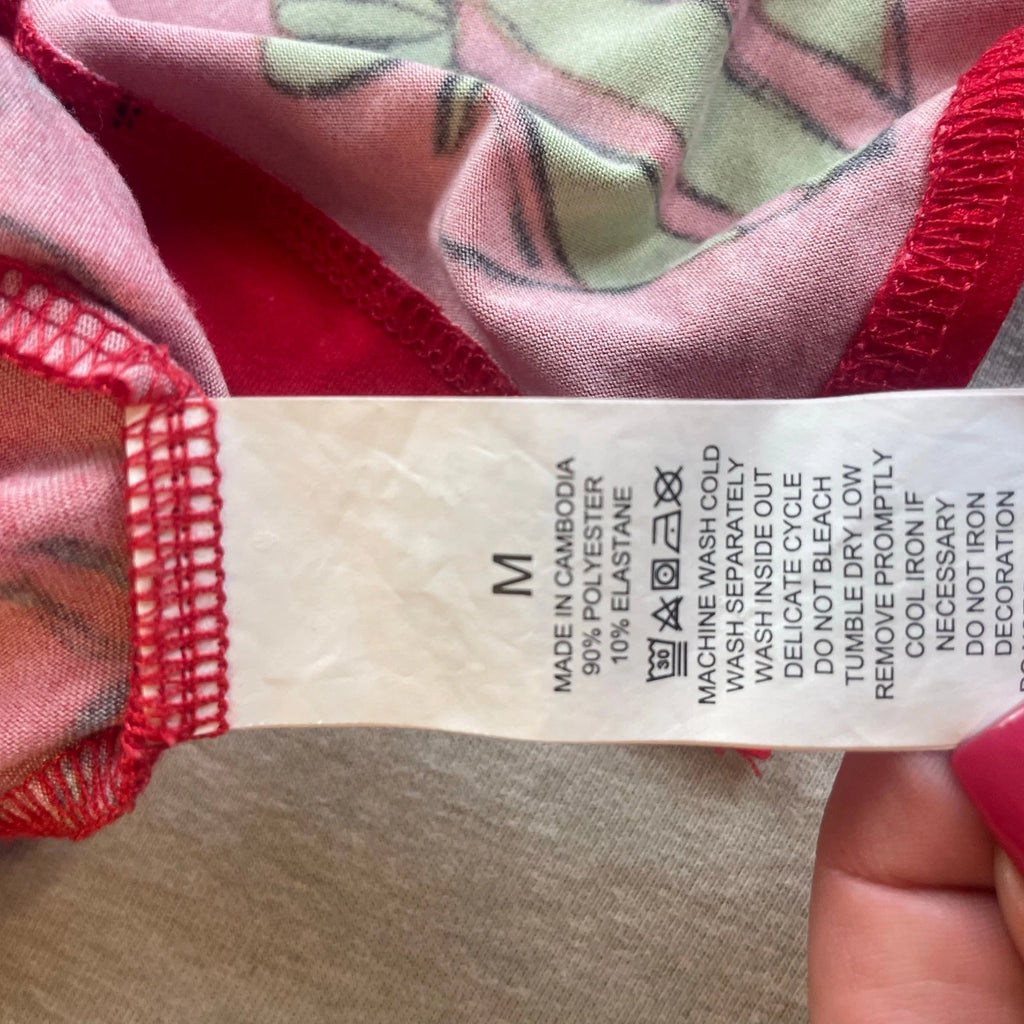 M
MADE IN CAMBODIA
90% POLYESTER
10% ELASTANE
30
MACHINE WASH COLD
WASH SEPARATELY
WASH INSIDE OUT
DELICATE CYCLE
DO NOT BLEACH
TUMBLE DRY LOW
REMOVE PROMPTLY
COOL IRON IF
NECESSARY
DO NOT IRON
DECORATION